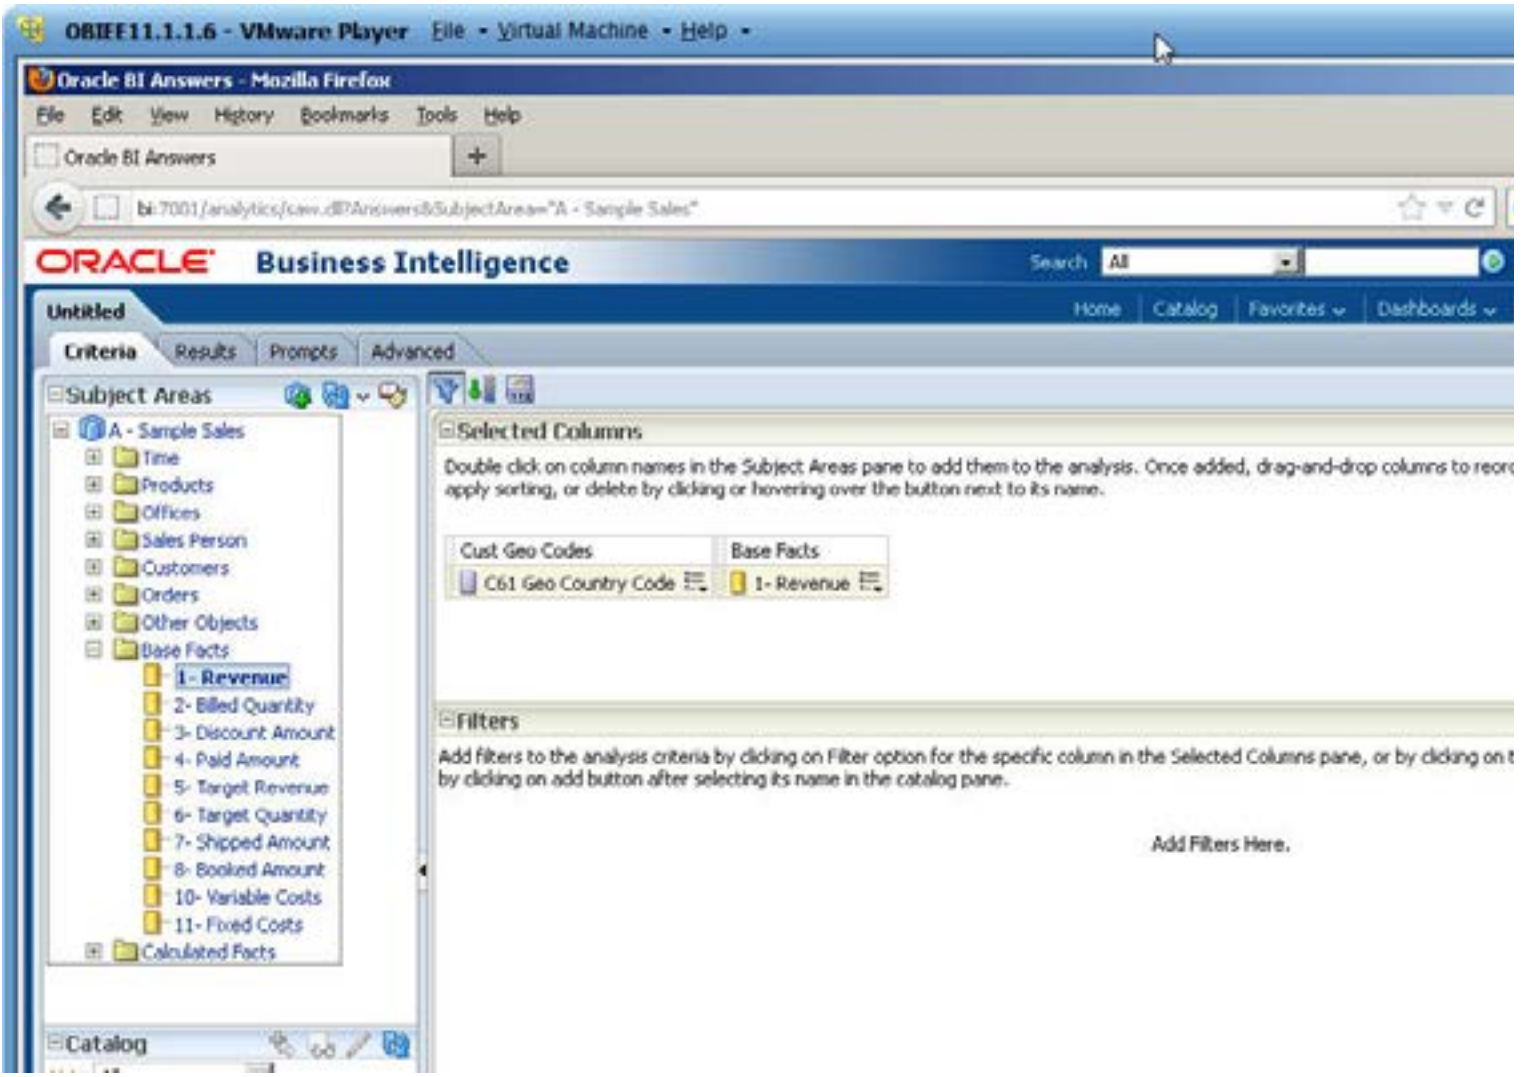 OBIEE11.1.1.6 - VMware Player File Virtual Machine Help
Oracle BI Answers - Mozilla Firefox
File Edit View History Bookmarks Tools Help
Oracle BI Answers +
bi:7001/analytics/saw.dll?Answers&SubjectArea="A - Sample Sales"
ORACLE Business Intelligence
Search All
Untitled
Home Catalog Favorites Dashboards
Criteria Results Prompts Advanced
Subject Areas
A - Sample Sales
Time
Products
Offices
Sales Person
Customers
Orders
Other Objects
Base Facts
1- Revenue
2- Billed Quantity
3- Discount Amount
4- Paid Amount
5- Target Revenue
6- Target Quantity
7- Shipped Amount
8- Booked Amount
10- Variable Costs
11- Fixed Costs
Calculated Facts
Catalog
All
Selected Columns
Double click on column names in the Subject Areas pane to add them to the analysis. Once added, drag-and-drop columns to reor
apply sorting, or delete by clicking or hovering over the button next to its name.
Cust Geo Codes Base Facts
C61 Geo Country Code 1- Revenue
Filters
Add filters to the analysis criteria by clicking on Filter option for the specific column in the Selected Columns pane, or by clicking on t
by clicking on add button after selecting its name in the catalog pane.
Add Filters Here.